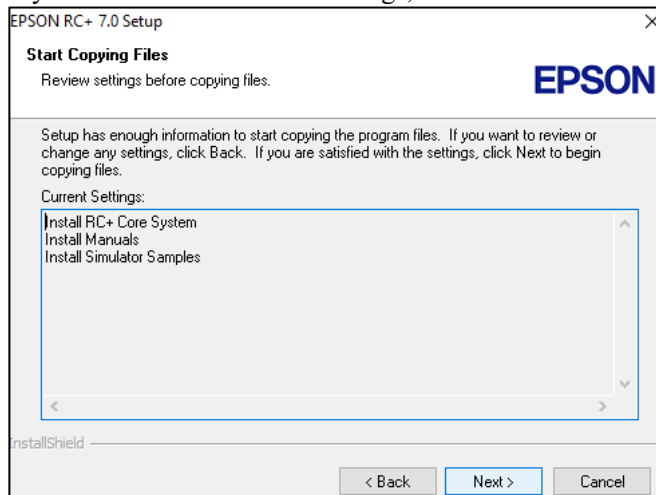 EPSON RC+ 7.0 Setup
Start Copying Files
Review settings before copying files.
EPSON
Setup has enough information to start copying the program files. If you want to review or
change any settings, click Back. If you are satisfied with the settings, click Next to begin
copying files.
Current Settings:
Install RC+ Core System
Install Manuals
Install Simulator Samples
InstallShield
< Back
Next >
Cancel